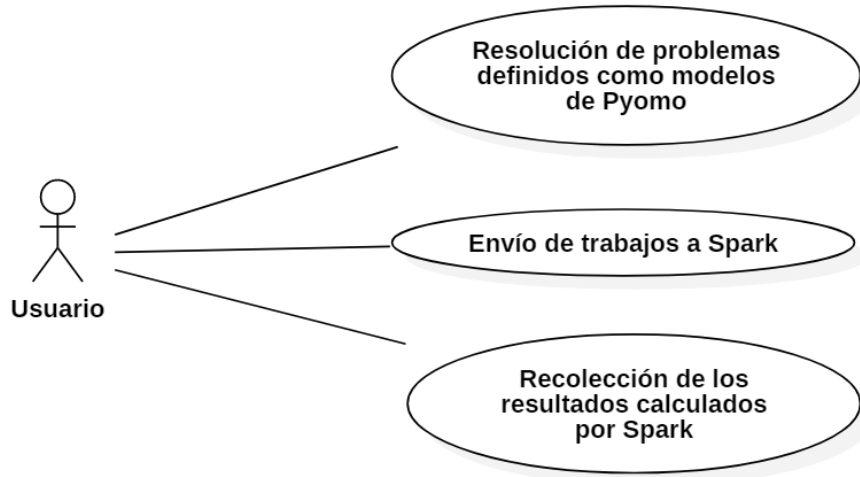 Resolución de problemas
definidos como modelos
de Pyomo
Envío de trabajos a Spark
Usuario
Recolección de los
resultados calculados
por Spark